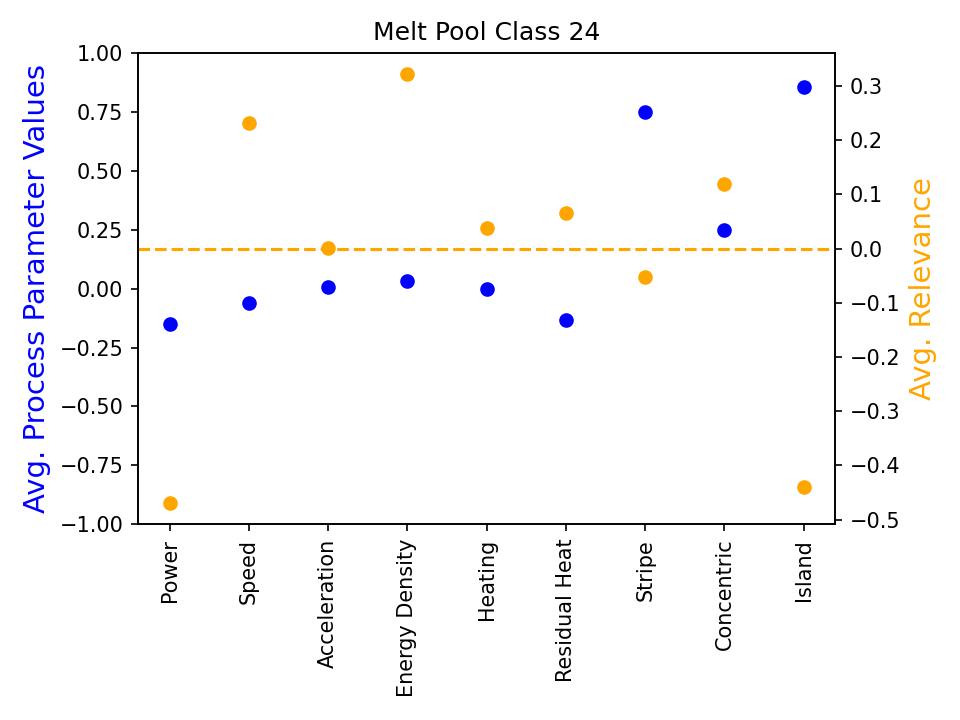 Melt Pool Class 24
Avg. Process Parameter Values
1.00
0.75
0.50
0.25
0.00
−0.25
−0.50
−0.75
−1.00
0.3
0.2
0.1
0.0
−0.1
−0.2
−0.3
−0.4
−0.5
Avg. Relevance
Power
Speed
Acceleration
Energy Density
Heating
Residual Heat
Stripe
Concentric
Island